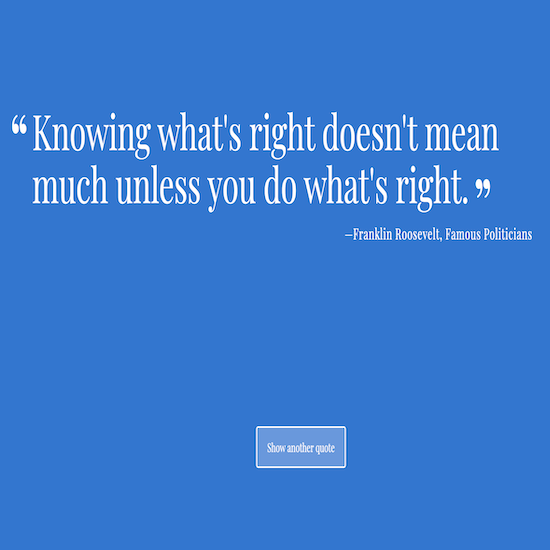 “Knowing what's right doesn't mean
much unless you do what's right.”
—Franklin Roosevelt, Famous Politicians
Show another quote